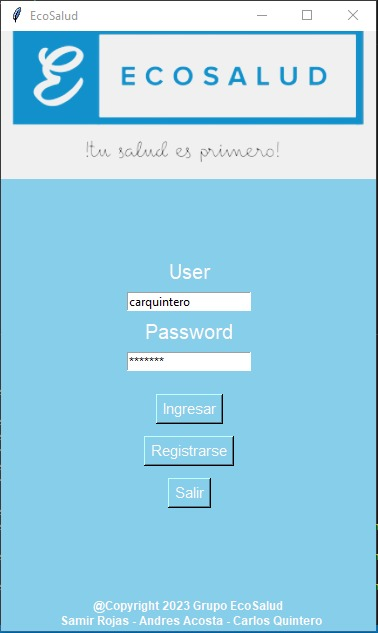 EcoSalud
E ECOSALUD
!tu salud es primero!
User
carquintero
Password
*******
Ingresar
Registrarse
Salir
@Copyright 2023 Grupo EcoSalud
Samir Rojas - Andres Acosta - Carlos Quintero